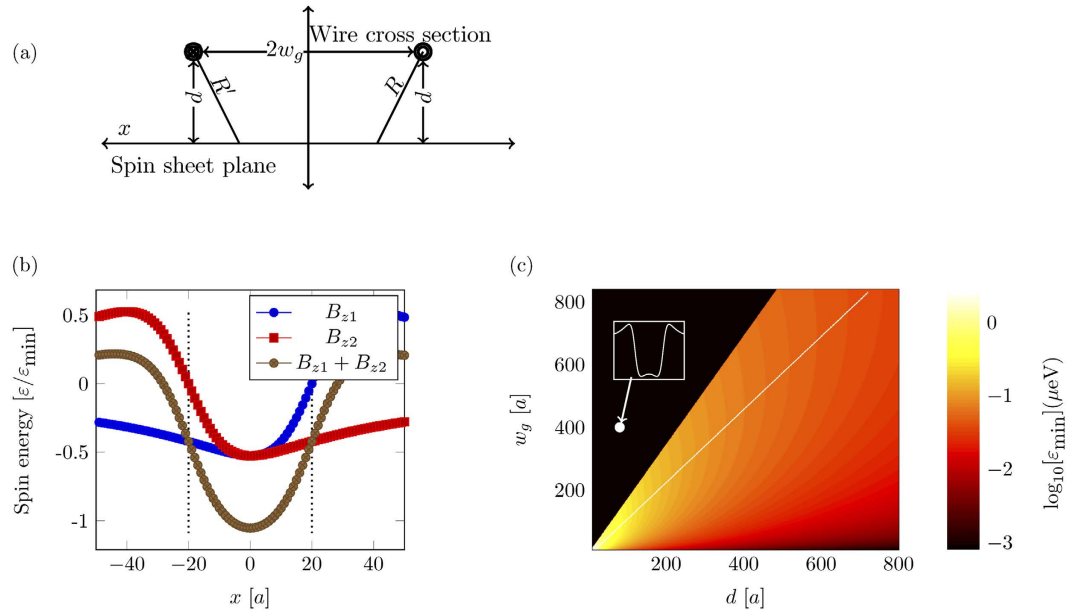 (a)
Wire cross section
2w_g
d
R'
R
d
x
Spin sheet plane
(b)
(c)
Spin energy [ε/ε_min]
0.5
0
-0.5
-1
−40
−20
0
20
40
x [a]
B_z1
B_z2
B_z1 + B_z2
w_g [a]
800
600
400
200
200
400
600
800
d [a]
0
−1
−2
−3
log_10[ε_min](μeV)